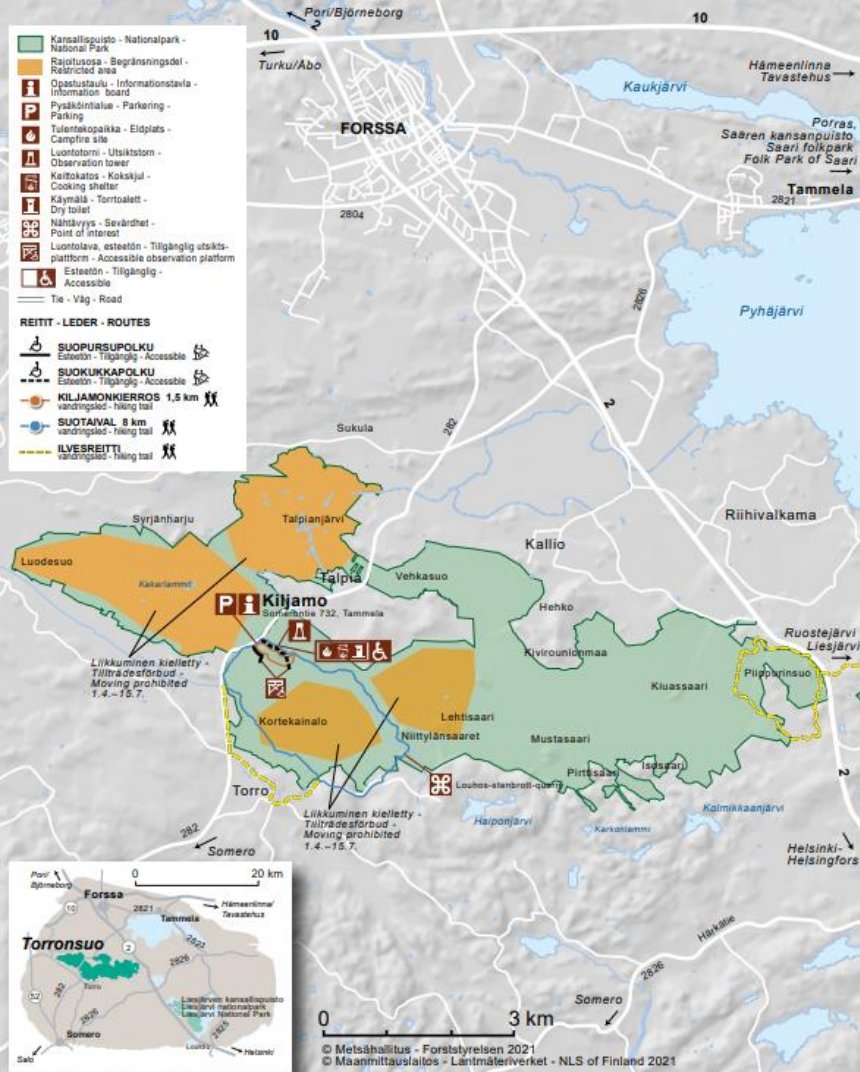 Kansallispuisto - Nationalpark -
National Park
Rajoitusosa - Begränsningsdel -
Restricted area
Opastustaulu - Informationstavla -
Information board
Pysäköintialue - Parkering -
Parking
Tulentekopaikka - Eldplats -
Campfire site
Luontotorni - Utsiktstorn -
Observation tower
Keittokatos - Kokskjul -
Cooking shelter
Käymälä - Torrtoalett -
Dry toilet
Nähtävyys - Sevärdhet -
Point of interest
Luontolava, esteetön - Tillgänglig utsikts-
plattform - Accessible observation platform
Esteetön - Tillgänglig -
Accessible
Tie - Väg - Road
REITIT - LEDER - ROUTES
SUOPURSUPOLKU
Esteetön - Tillgänglig - Accessible
SUOKUKKAPOLKU
Esteetön - Tillgänglig - Accessible
KILJAMONKIERROS 1,5 km
vandringsled - hiking trail
SUOTAIVAL 8 km
vandringsled - hiking trail
ILVESREITTI
vandringsled - hiking trail
Pori/Björneborg
2
10
10
Turku/Åbo
Hämeenlinna
Tavastehus
Kaukjärvi
FORSSA
Porras,
Saaren kansanpuisto
Saari folkpark
Folk Park of Saari
Tammela
2821
2804
2826
Pyhäjärvi
2
282
Sukula
Syrjänharju
Talpianjärvi
Riihivalkama
Kallio
Luodesuo
Talpia
Vehkasuo
Kakarlammit
P
Kiljamo
Somerontie 732, Tammela
Hehko
Kivirounionmaa
Ruostejärvi
Liesjärvi
Liikkuminen kielletty -
Tillträdesförbud -
Moving prohibited
1.4.–15.7.
Piippurinsuo
Kiuassaari
Kortekainalo
Lehtisaari
Niittylänsaaret
Mustasaari
Pirttisaari
Isosaari
Louhos-stenbrott-quarry
Torro
Haiponjärvi
Kolmikkaanjärvi
Kerkonlammi
2
Liikkuminen kielletty -
Tillträdesförbud -
Moving prohibited
1.4.–15.7.
282
Somero
Helsinki-
Helsingfors
Pori/
Björneborg
0 20 km
Forssa
10
2821
Hämeenlinna/
Tavastehus
Tammela
2823
Torronsuo
2
2826
Torro
282
52
2826
Liesjärven kansallispuisto
Liesjärvi nationalpark
Liesjärvi National Park
2825
Somero
Salo
Helsinki
Härkätie
2826
Somero
0 3 km
© Metsähallitus - Forststyrelsen 2021
© Maanmittauslaitos - Lantmäteriverket - NLS of Finland 2021